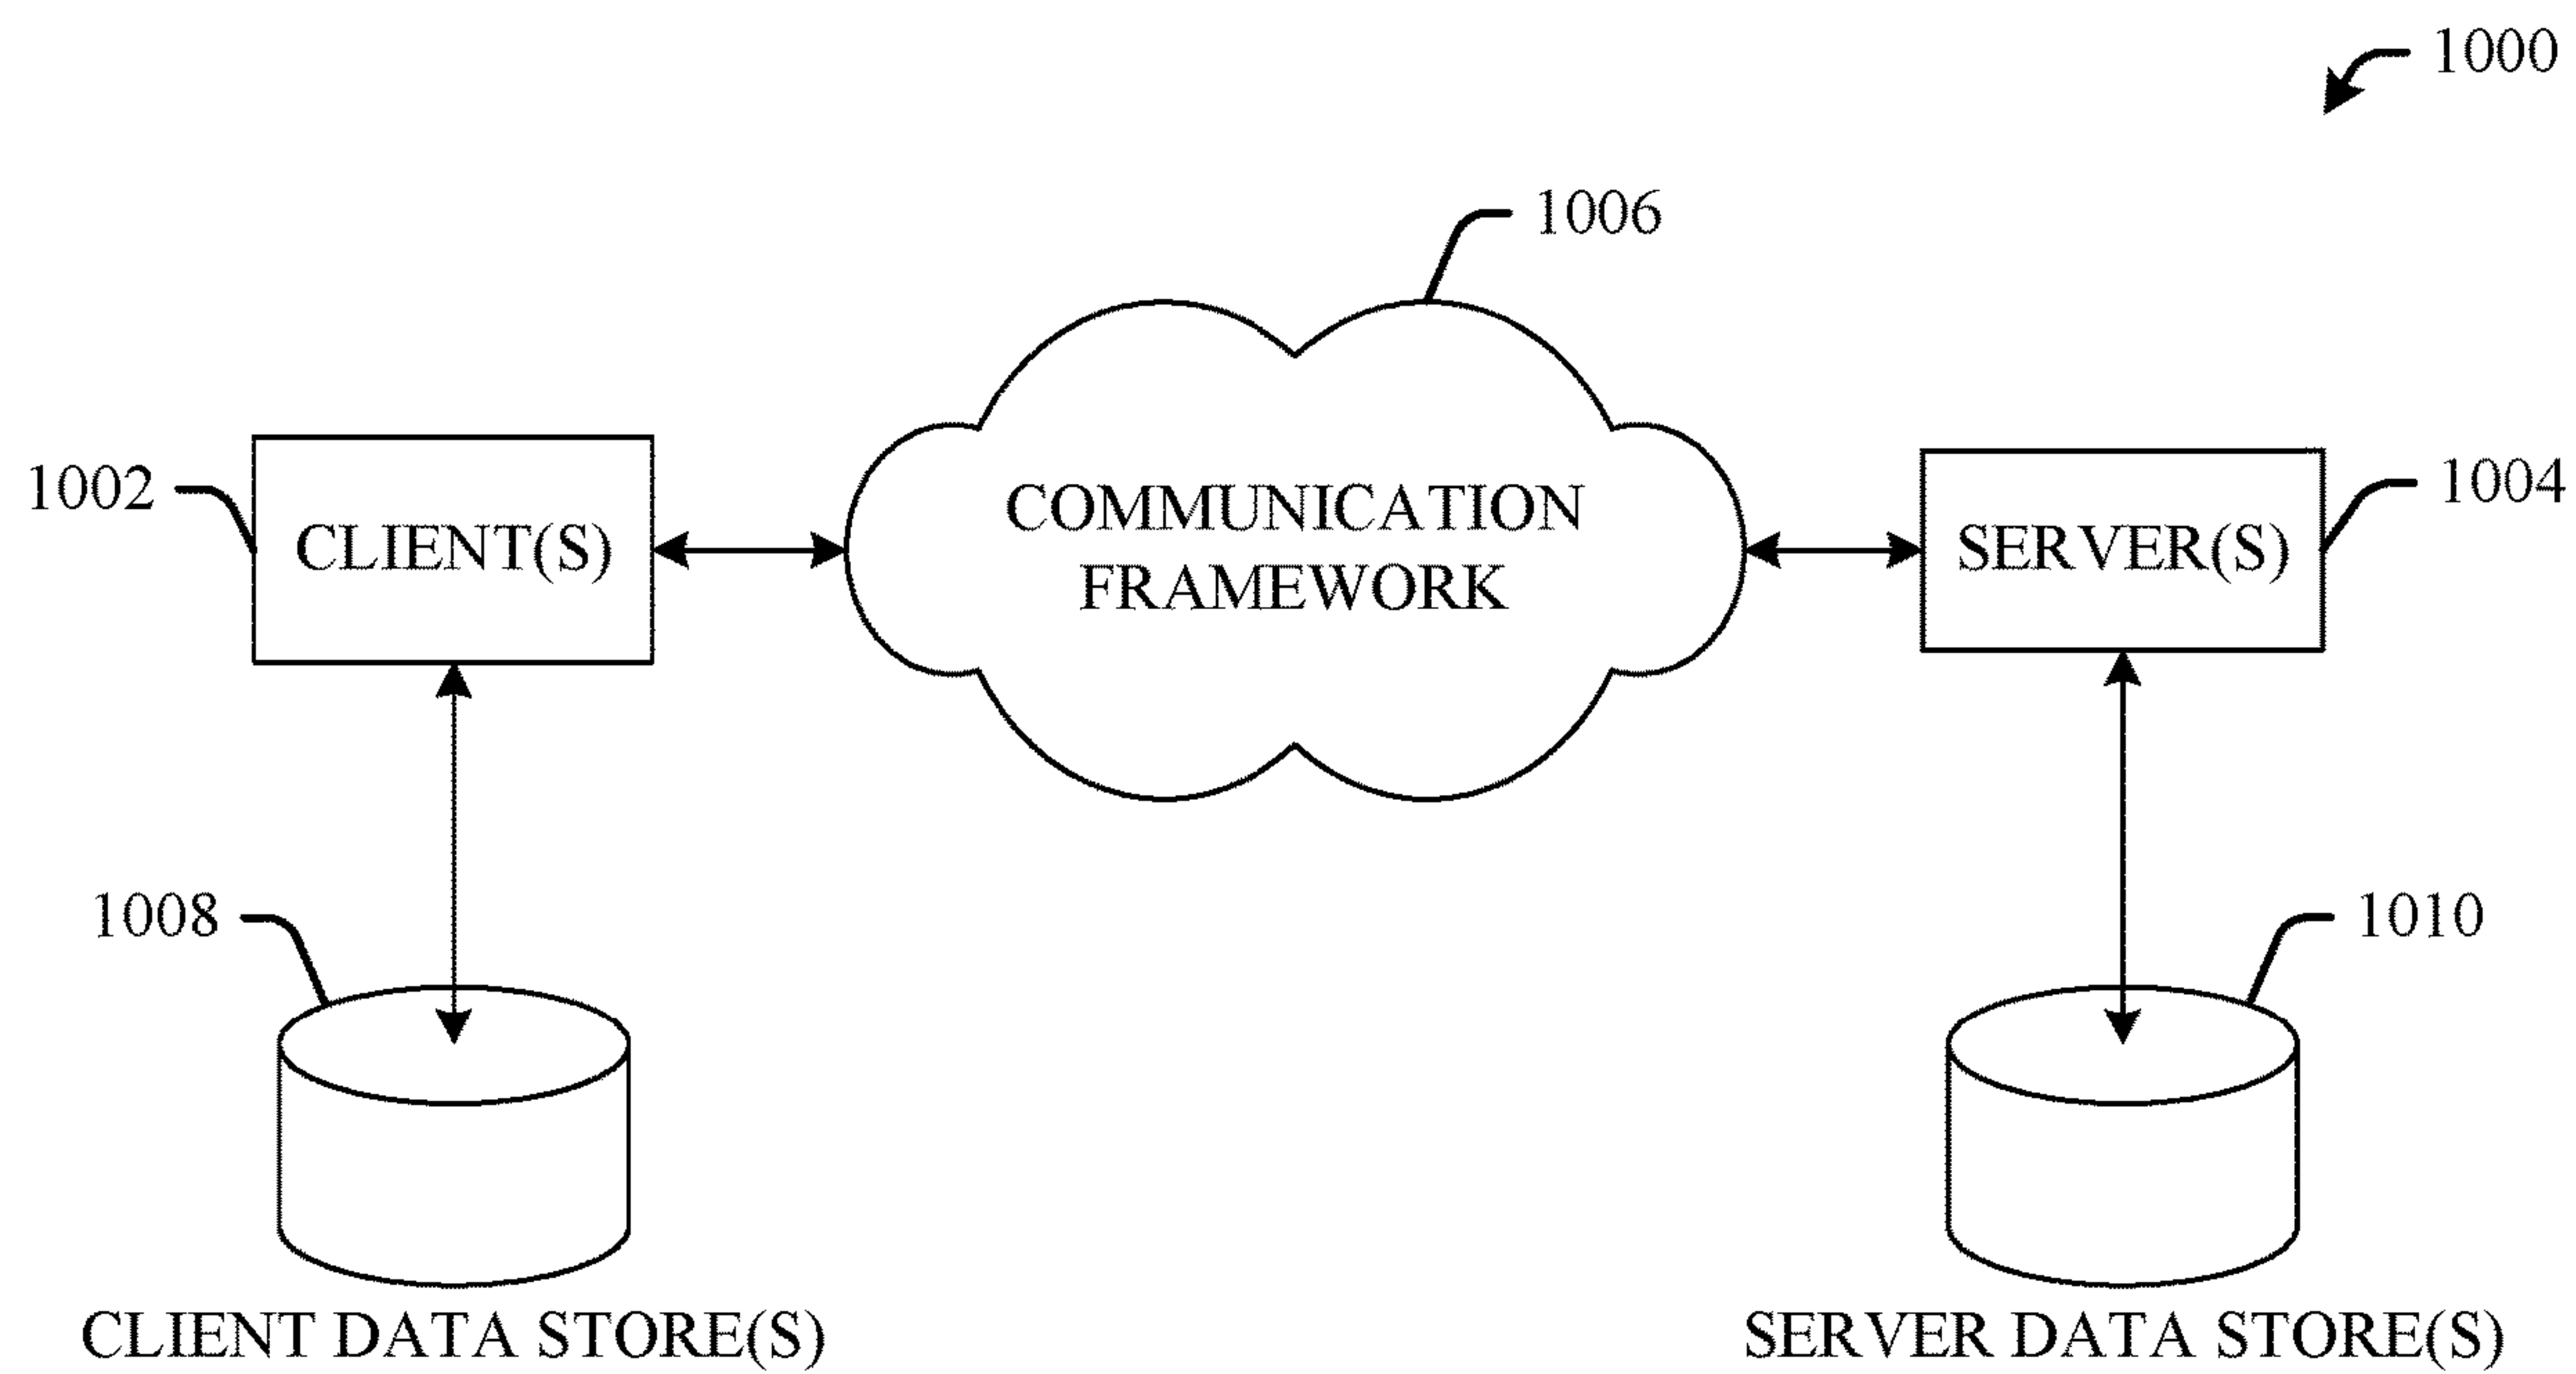 1000
1006
1002
CLIENT(S)
COMMUNICATION
FRAMEWORK
SERVER(S)
1004
1008
1010
CLIENT DATA STORE(S)
SERVER DATA STORE(S)